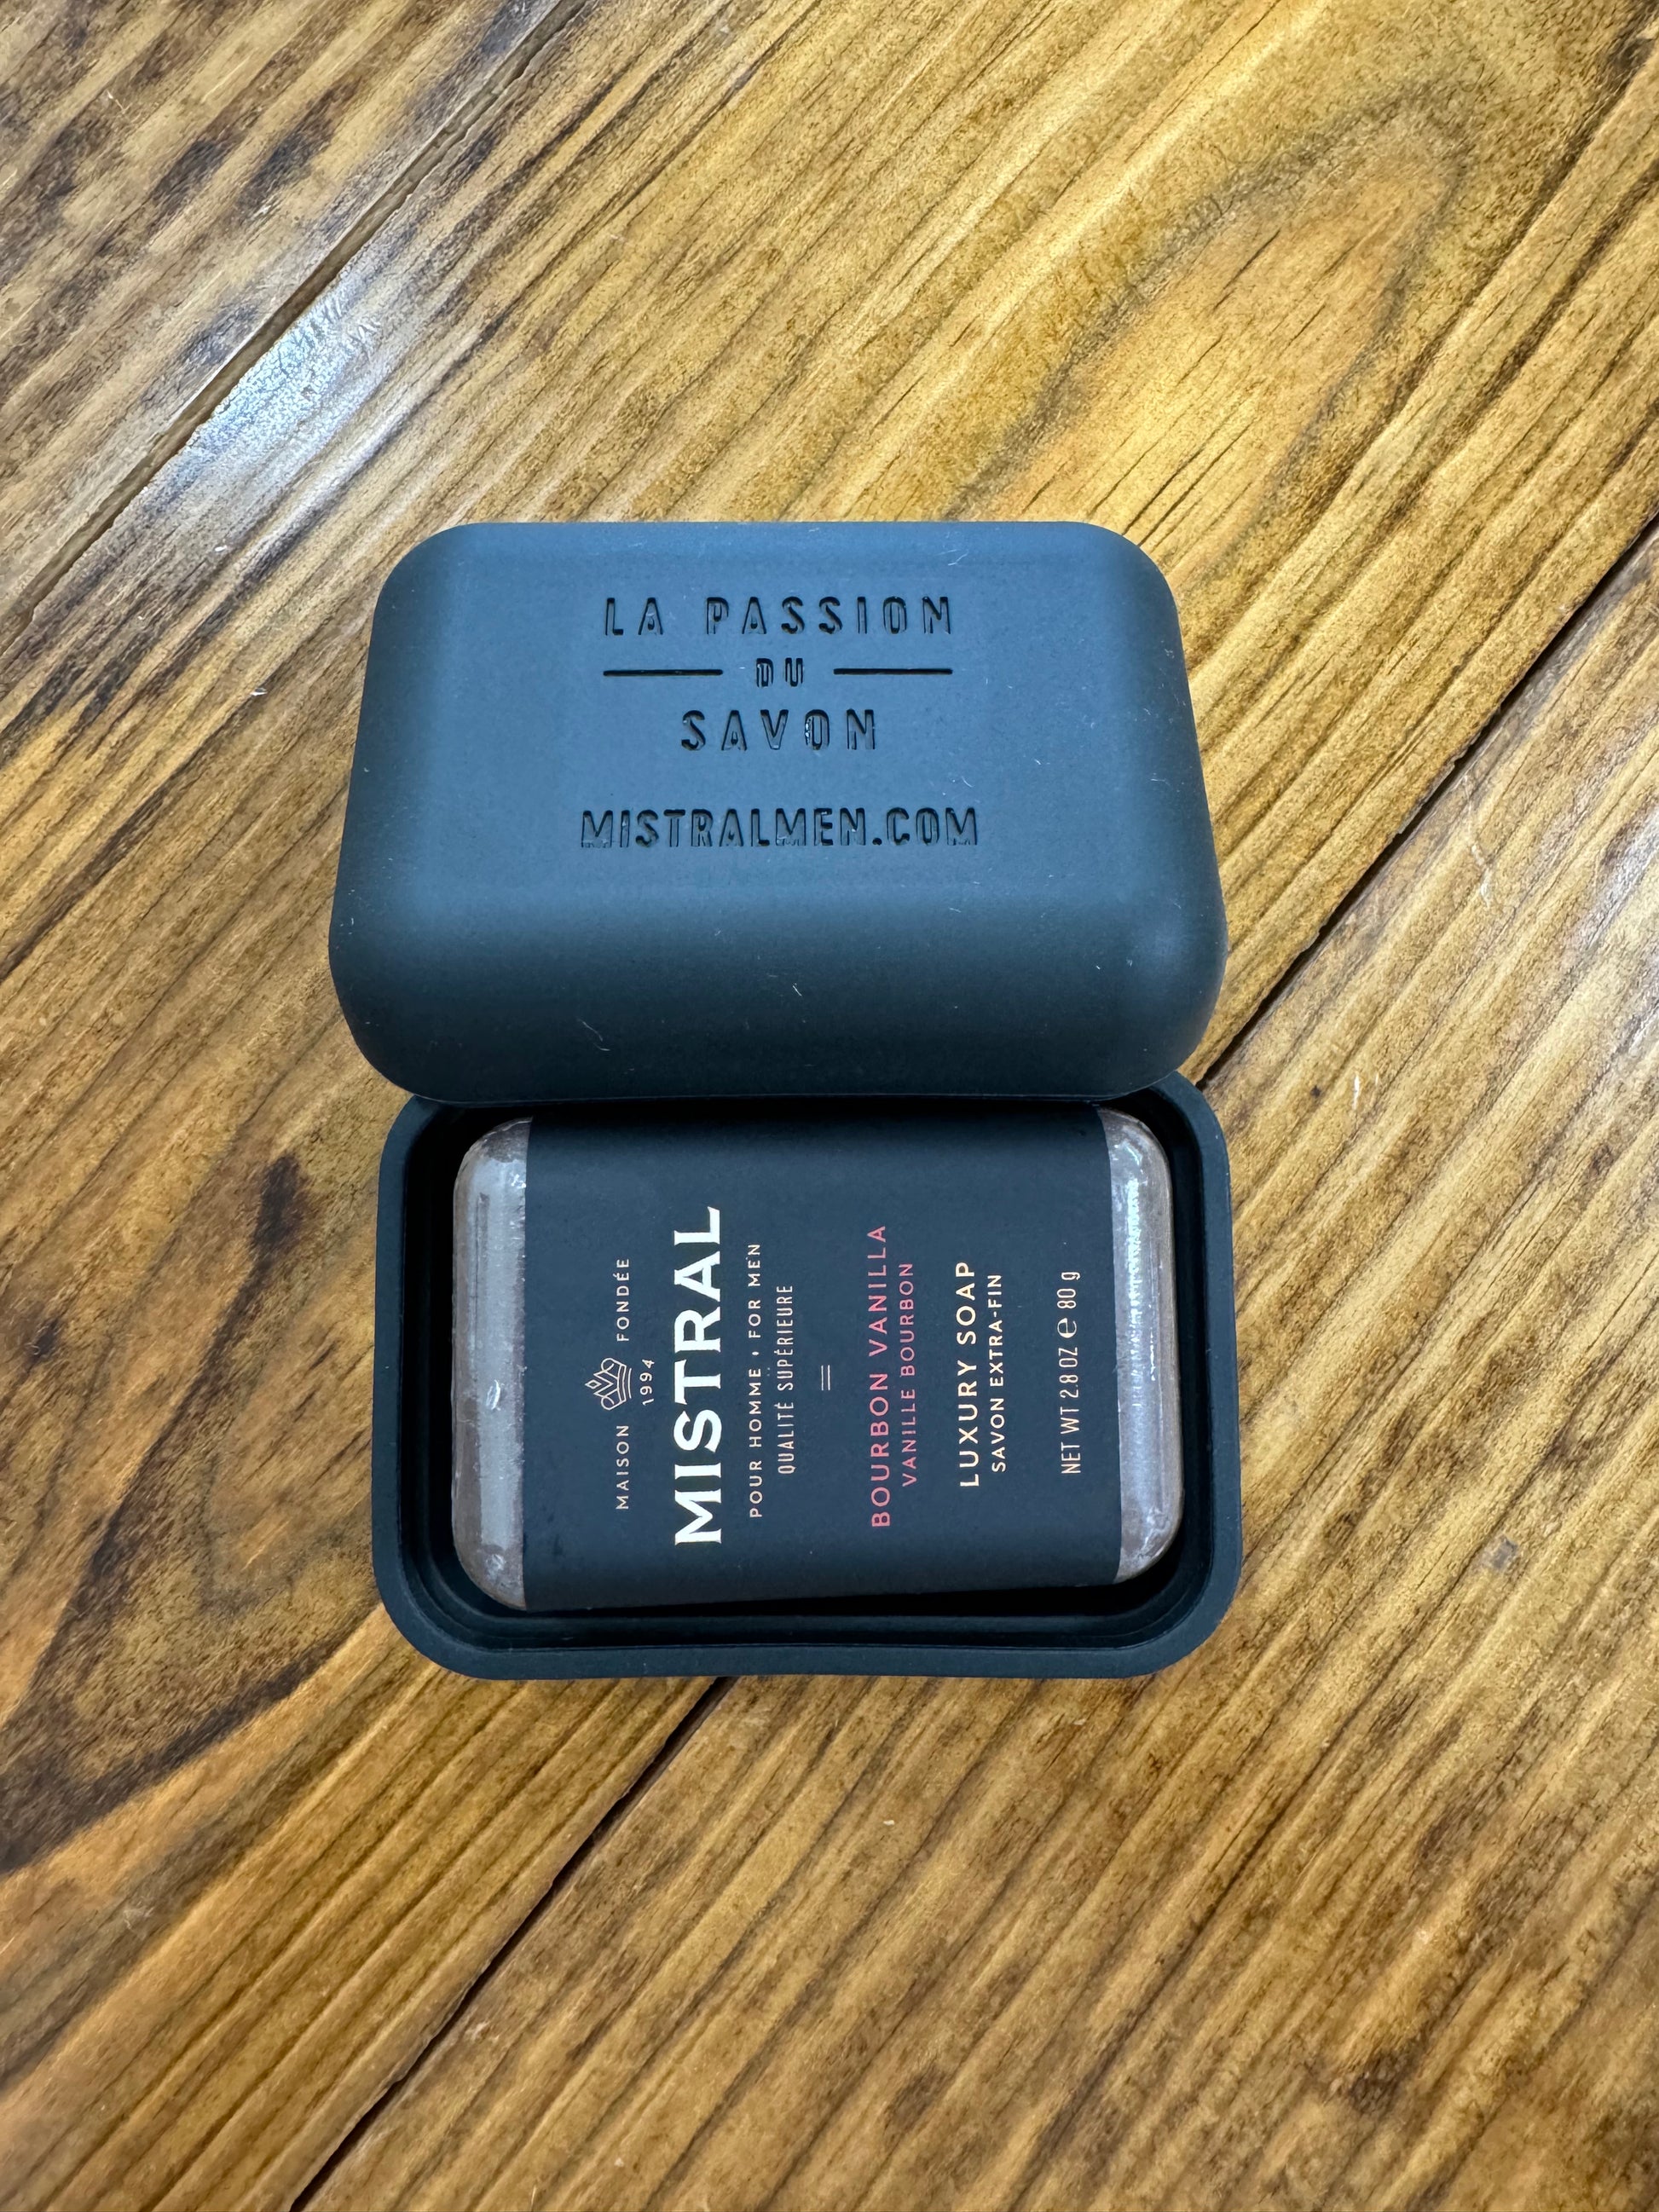 LA PASSION
DU
SAVON
MISTRALMEN.COM
MAISON FONDÉE
1994
MISTRAL
POUR HOMME • FOR MEN
QUALITÉ SUPÉRIEURE
BOURBON VANILLA
VANILLE BOURBON
LUXURY SOAP
SAVON EXTRA-FIN
NET WT 2.8 OZ ℮ 80 g